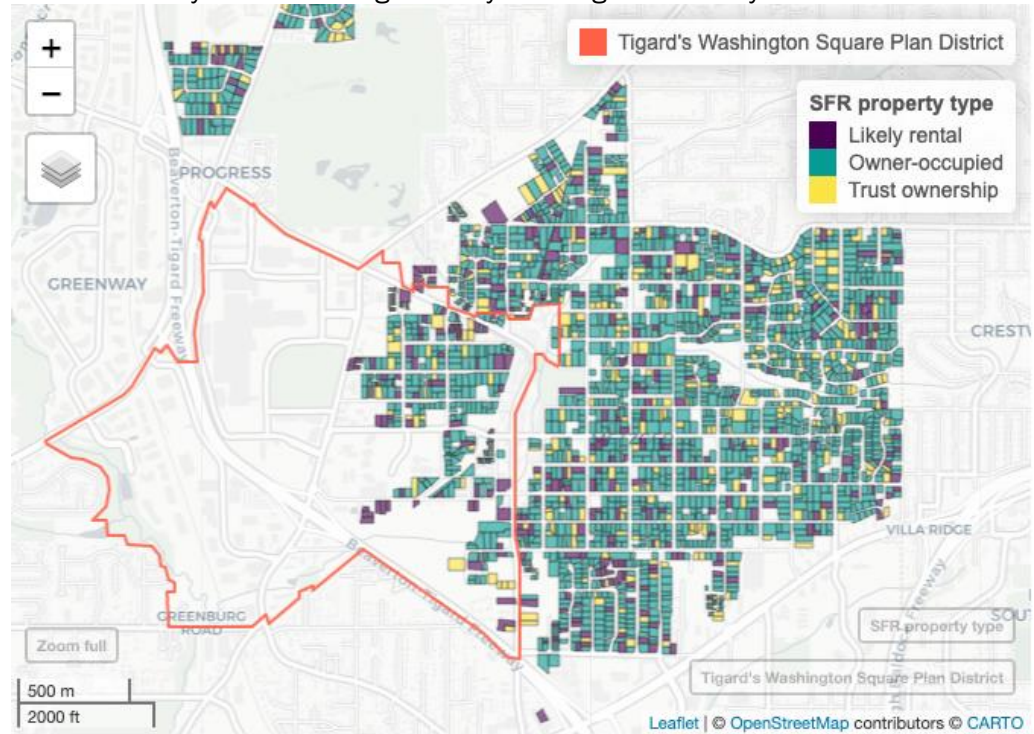 +
Tigard's Washington Square Plan District
−
SFR property type
Likely rental
Owner-occupied
Trust ownership
PROGRESS
Beaverton-Tigard Freeway
GREENWAY
VILLA RIDGE
Beaverton-Tigard Freeway
GREENBURG
ROAD
SFR property type
Zoom full
Tigard's Washington Square Plan District
500 m
2000 ft
Leaflet | © OpenStreetMap contributors © CARTO